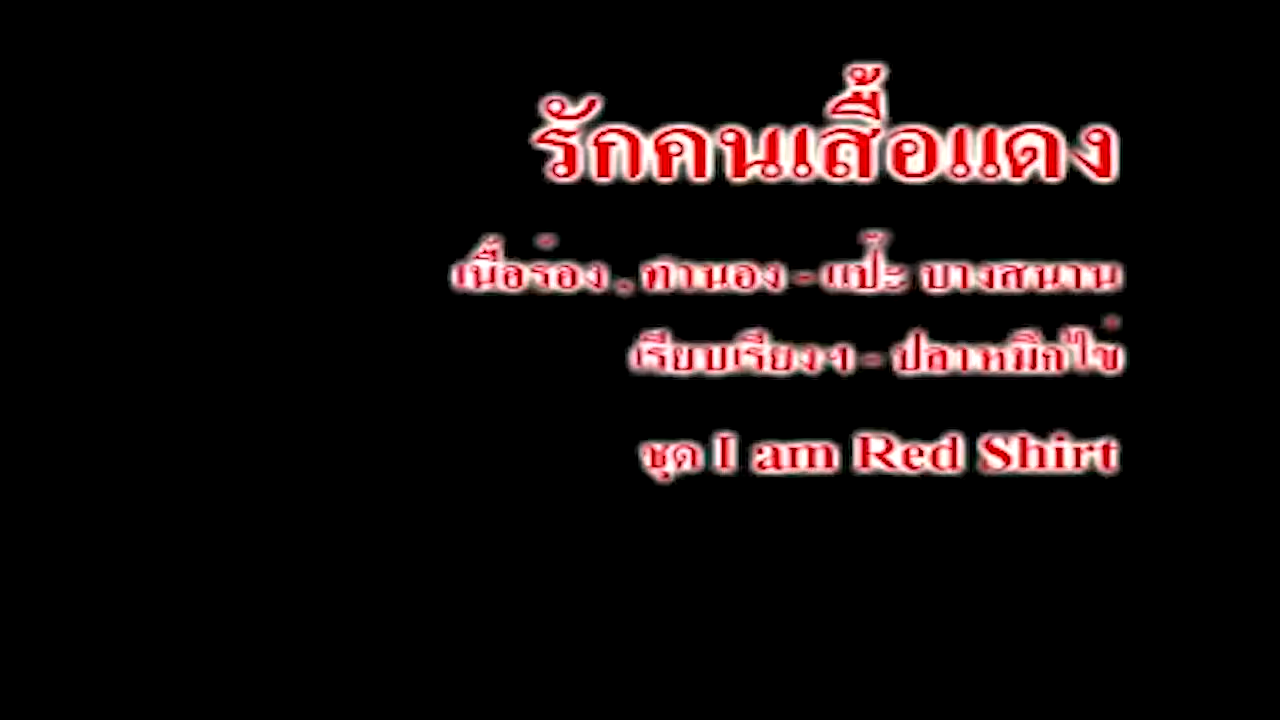 รักคนเสื้อแดง
เนื้อร้อง , ทำนอง - แป๊ะ บางสนาน
เรียบเรียงฯ - ปลาหมึกไข่
ชุด I am Red Shirt